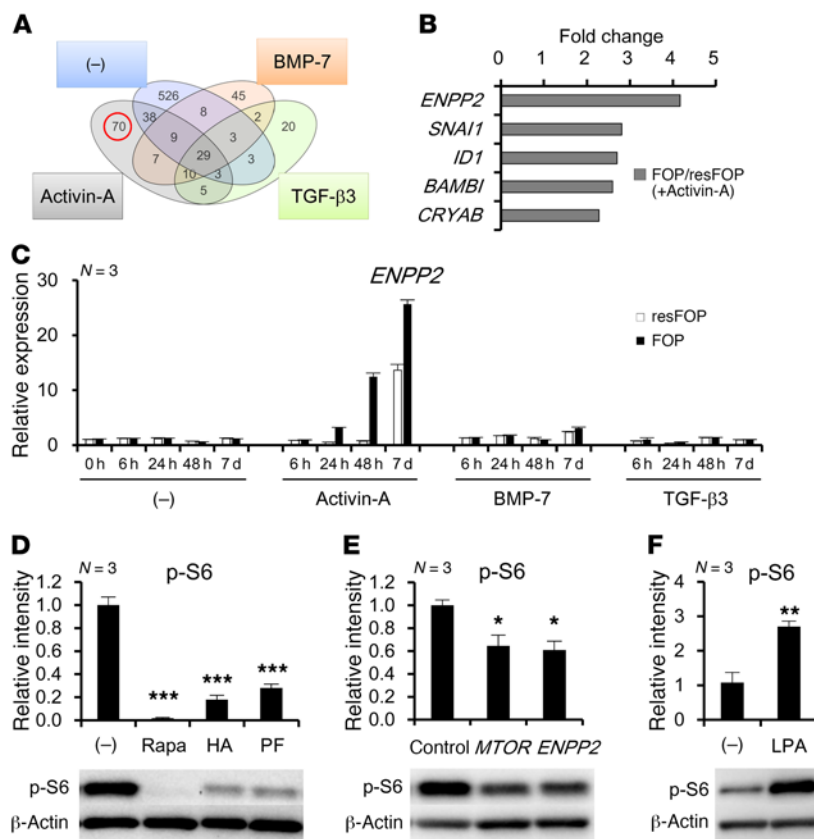 A
(–)
BMP-7
526
45
38
8
2
20
70
9
3
7
29
3
10
3
5
Activin-A
TGF-β3
B
Fold change
0 1 2 3 4 5
ENPP2
SNAI1
ID1
BAMBI
CRYAB
FOP/resFOP
(+Activin-A)
C
N = 3
ENPP2
Relative expression
30
20
10
0
resFOP
FOP
0 h 6 h 24 h 48 h 7 d 6 h 24 h 48 h 7 d 6 h 24 h 48 h 7 d 6 h 24 h 48 h 7 d
(–) Activin-A BMP-7 TGF-β3
D
N = 3
p-S6
Relative intensity
1.2
1.0
0.8
0.6
0.4
0.2
0.0
*** *** ***
(–) Rapa HA PF
p-S6
β-Actin
E
N = 3
p-S6
Relative intensity
1.2
1.0
0.8
0.6
0.4
0.2
0.0
* *
Control MTOR ENPP2
p-S6
β-Actin
F
N = 3
p-S6
Relative intensity
4
3
2
1
0
**
(–) LPA
p-S6
β-Actin